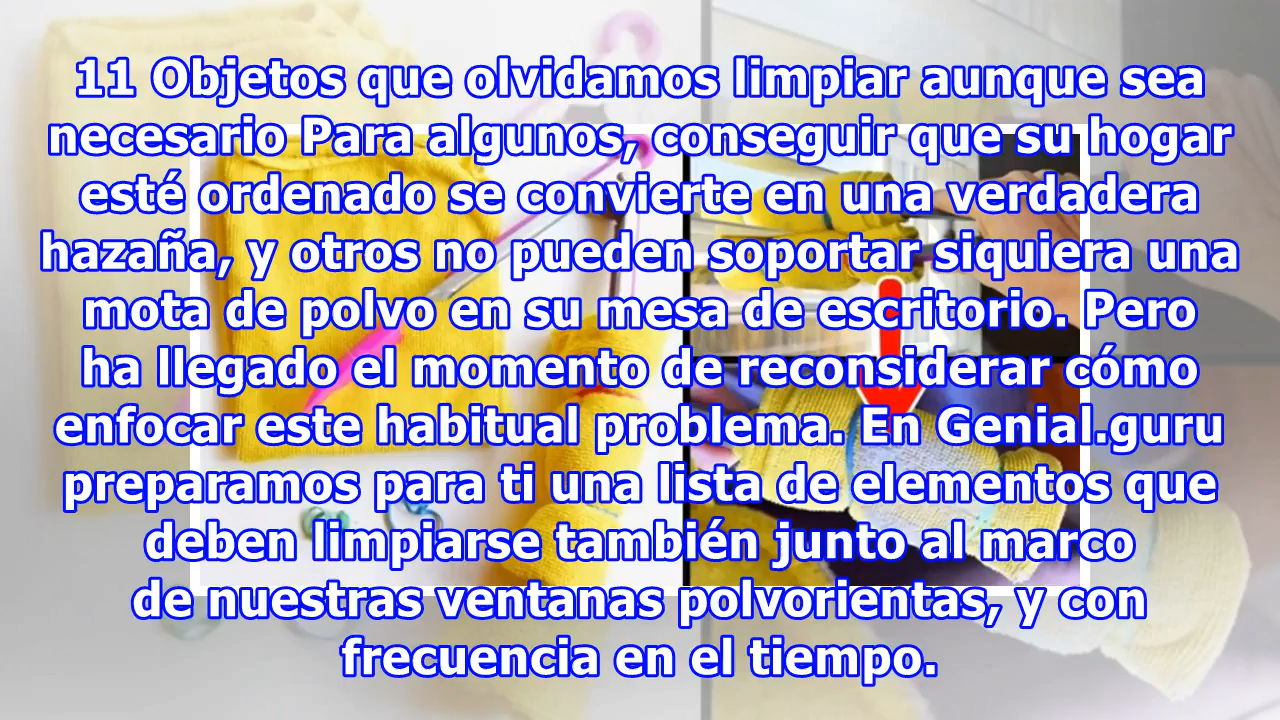 11 Objetos que olvidamos limpiar aunque sea
necesario Para algunos, conseguir que su hogar
esté ordenado se convierte en una verdadera
hazaña, y otros no pueden soportar siquiera una
mota de polvo en su mesa de escritorio. Pero
ha llegado el momento de reconsiderar cómo
enfocar este habitual problema. En Genial.guru
preparamos para ti una lista de elementos que
deben limpiarse también junto al marco
de nuestras ventanas polvorientas, y con
frecuencia en el tiempo.